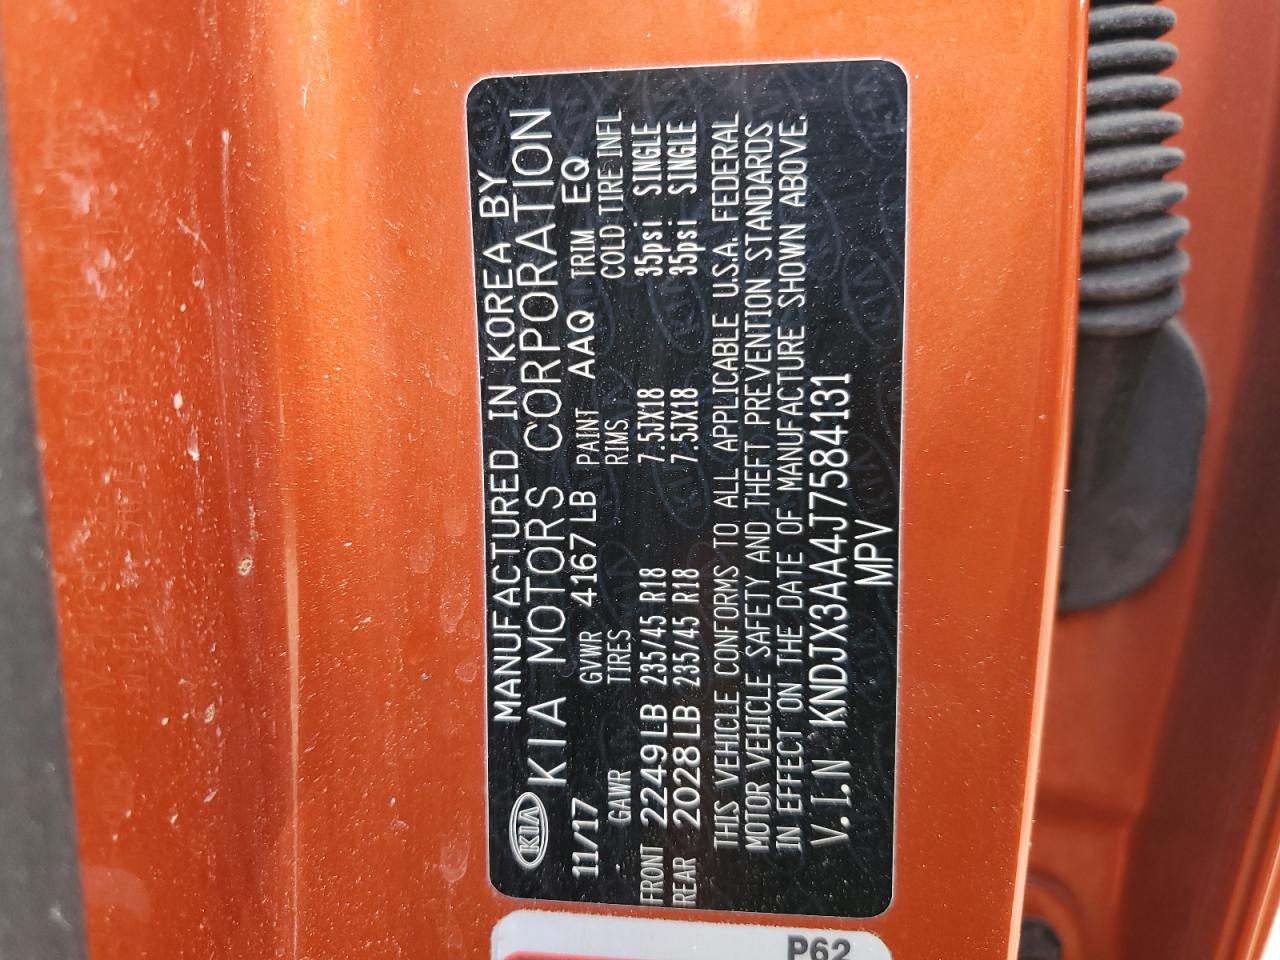 KIA
MANUFACTURED IN KOREA BY
KIA MOTORS CORPORATION
11/17 GVWR 4167 LB PAINT AAQ TRIM EQ
GAWR TIRES RIMS COLD TIRE INFL
FRONT 2249LB 235/45 R18 7.5JX18 35psi SINGLE
REAR 2028LB 235/45 R18 7.5JX18 35psi SINGLE
THIS VEHICLE CONFORMS TO ALL APPLICABLE U.S.A. FEDERAL
MOTOR VEHICLE SAFETY AND THEFT PREVENTION STANDARDS
IN EFFECT ON THE DATE OF MANUFACTURE SHOWN ABOVE.
V.I.N KNDJX3AA4J7584131
MPV
P62